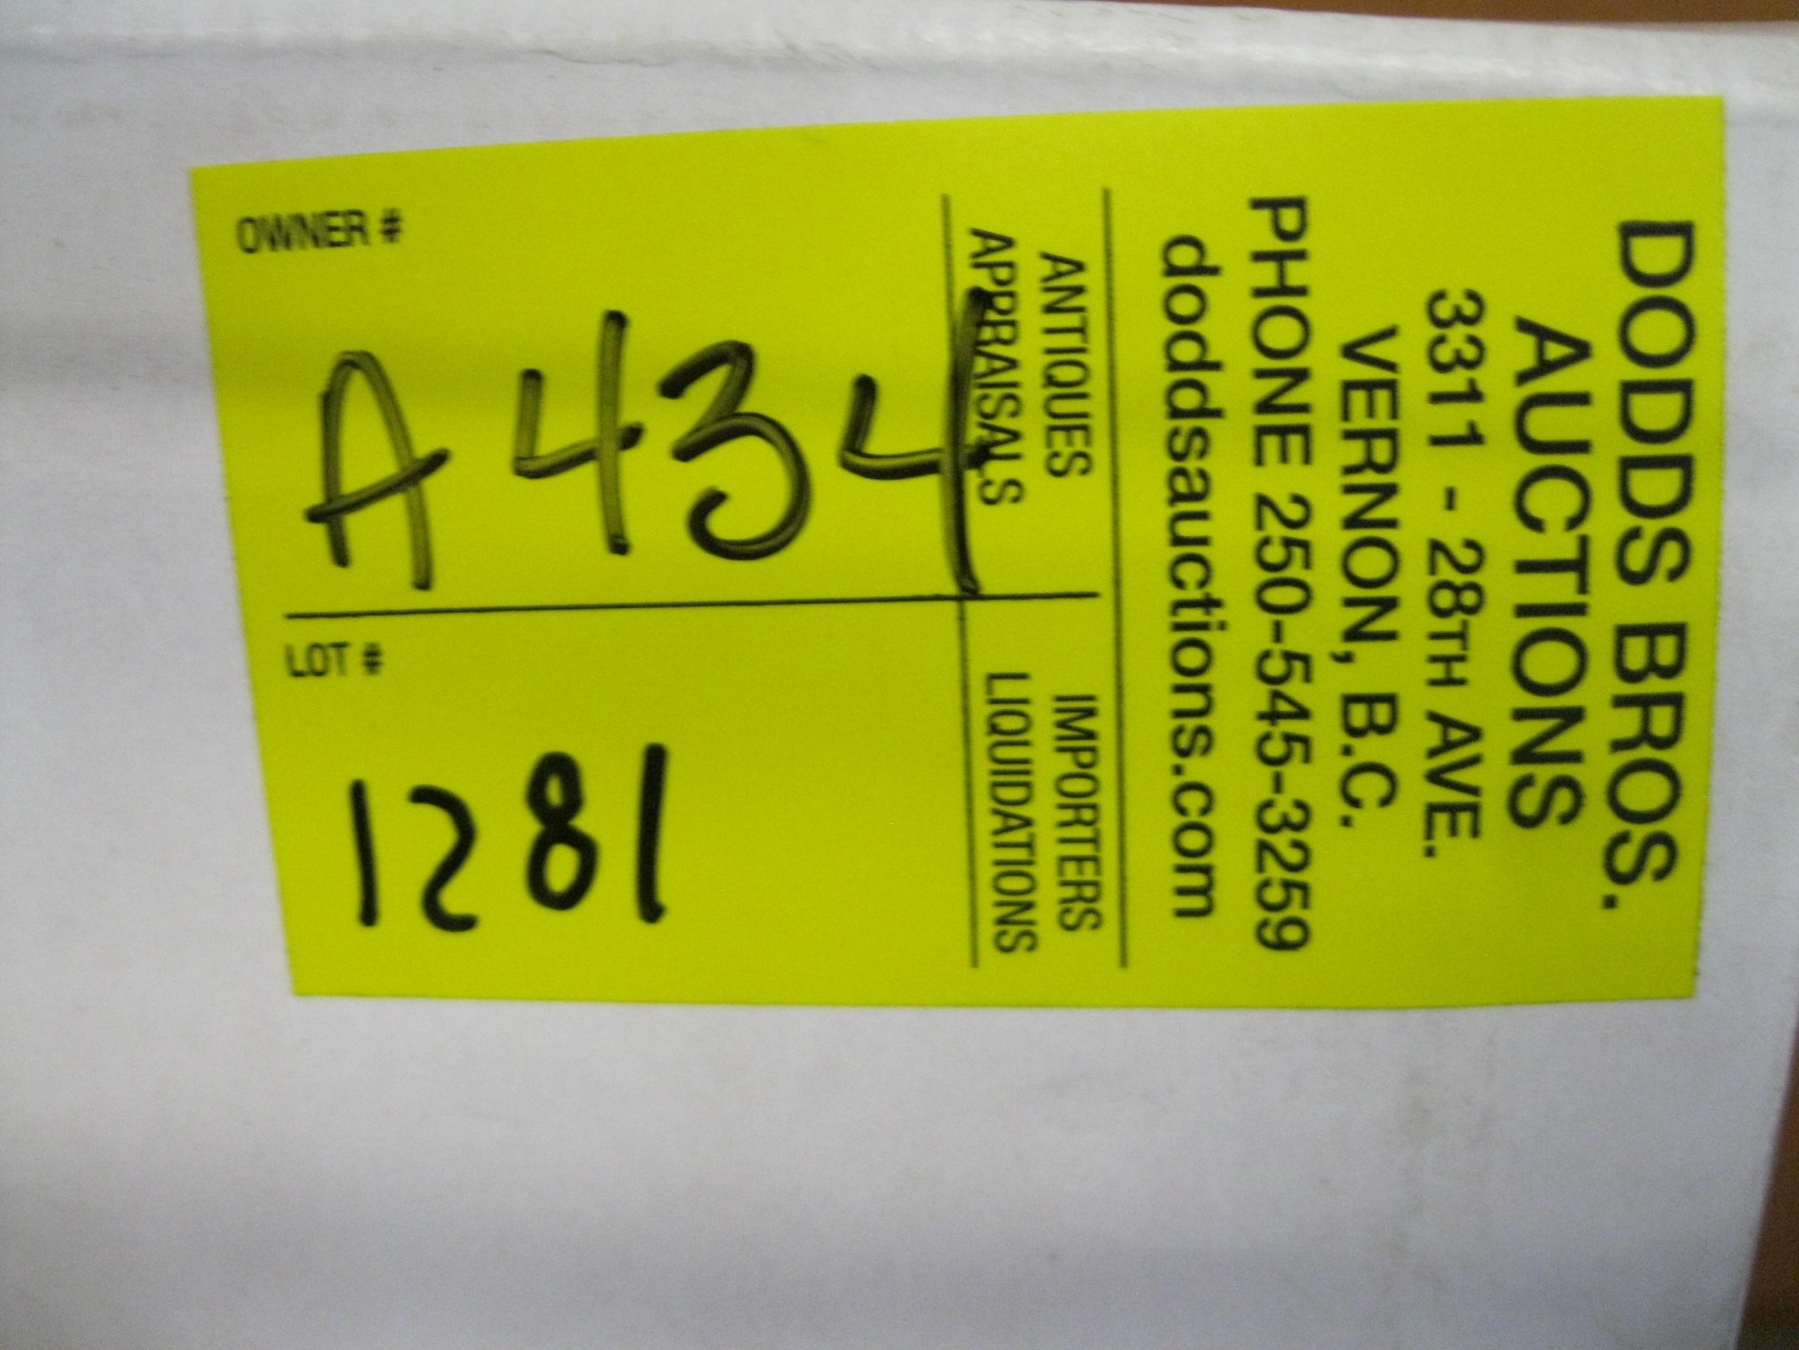 DODDS BROS.
AUCTIONS
3311 - 28TH AVE.
VERNON, B.C.
PHONE 250-545-3259
doddsauctions.com
ANTIQUES
APPRAISALS
IMPORTERS
LIQUIDATIONS
OWNER #
A434
LOT #
1281